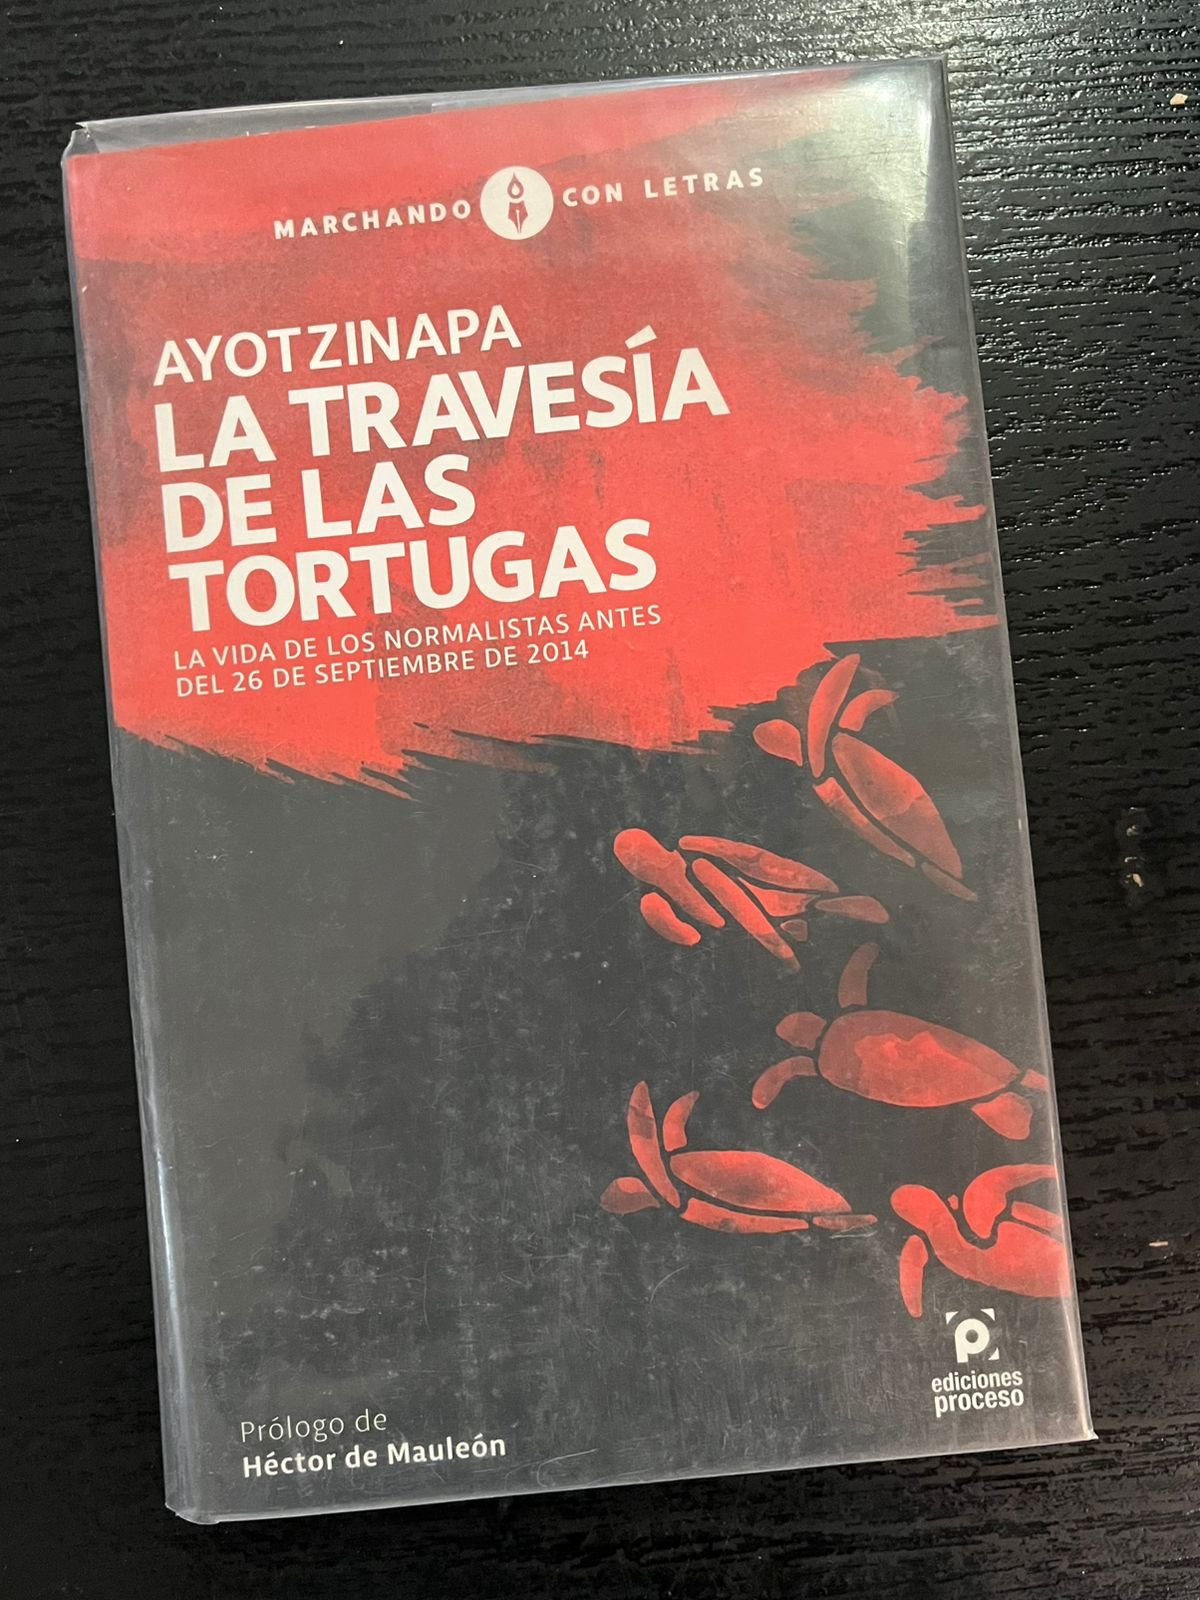 MARCHANDO CON LETRAS
AYOTZINAPA
LA TRAVESÍA
DE LAS
TORTUGAS
LA VIDA DE LOS NORMALISTAS ANTES
DEL 26 DE SEPTIEMBRE DE 2014
p
ediciones
proceso
Prólogo de
Héctor de Mauleón